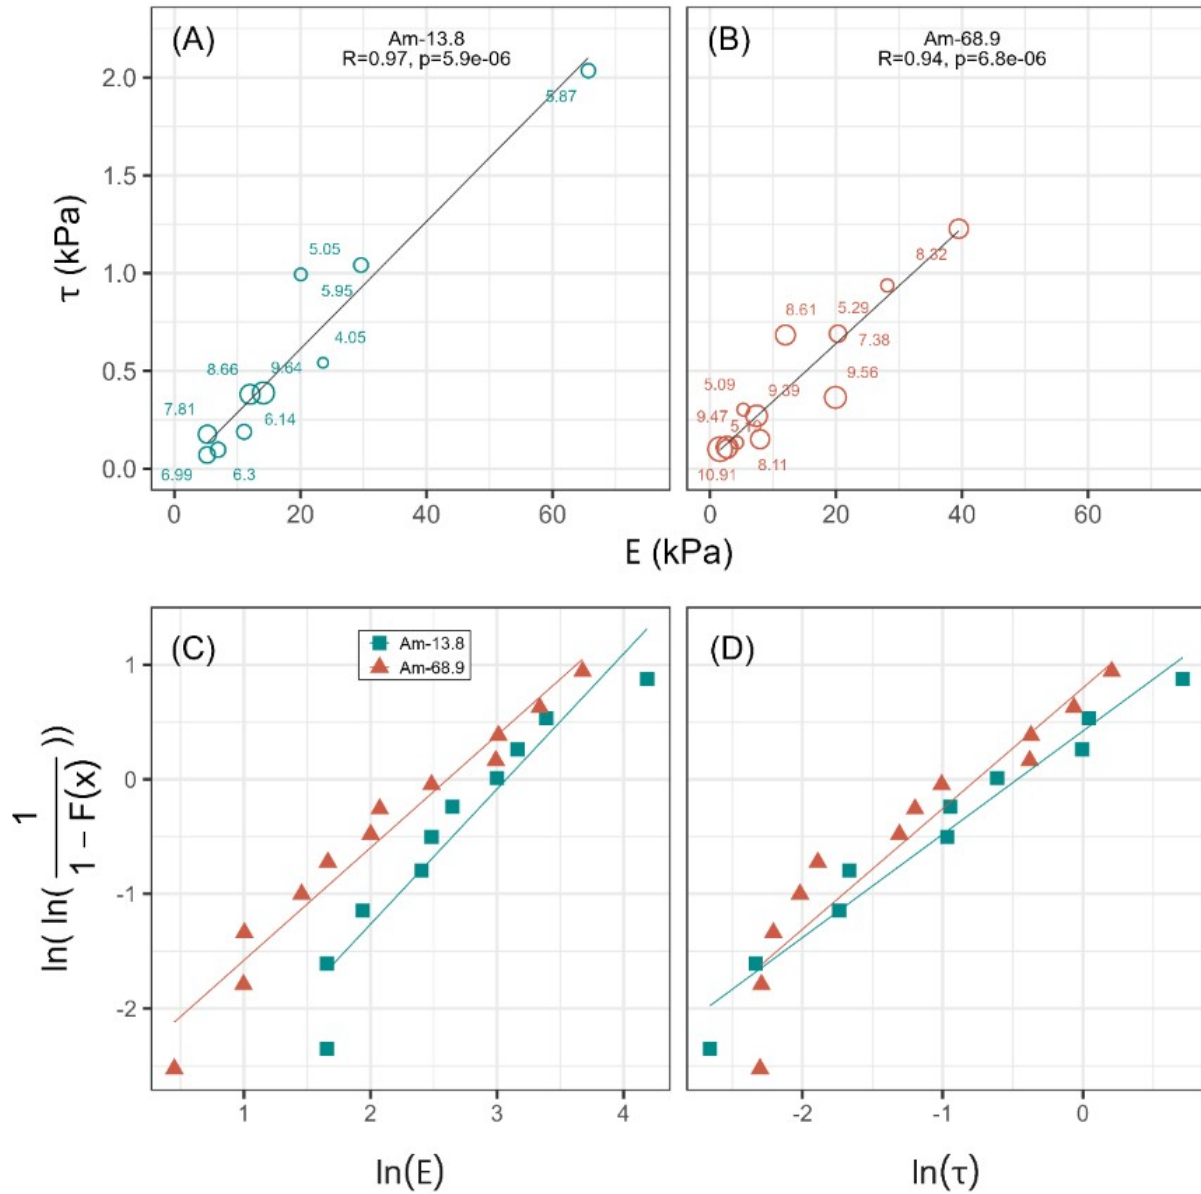 (A)
Am-13.8
R=0.97, p=5.9e-06
(B)
Am-68.9
R=0.94, p=6.8e-06
τ (kPa)
2.0
1.5
1.0
0.5
0.0
5.87
5.05
5.95
4.05
8.66
9.64
7.81
6.14
6.99
6.3
8.32
8.61
5.29
7.38
9.56
5.09
9.39
9.47
5.19
8.11
10.91
0 20 40 60
0 20 40 60
E (kPa)
(C)
Am-13.8
Am-68.9
(D)
ln( ln( 1 / 1 − F(x) ))
1
0
-1
-2
1 2 3 4
-2 -1 0
ln(E)
ln(τ)